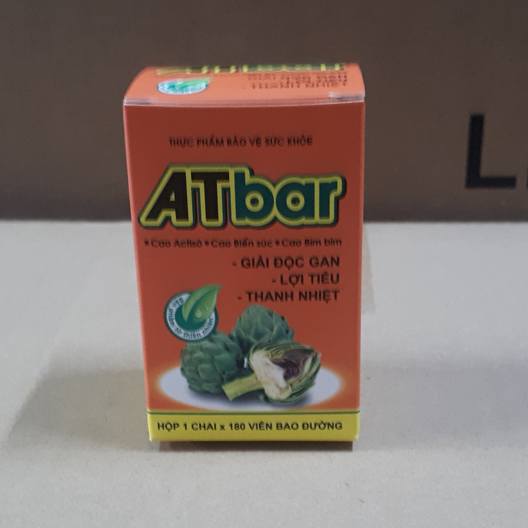 THỰC PHẨM BẢO VỆ SỨC KHỎE
ATbar
• Cao Actisô • Cao Biển súc • Cao Bìm bìm
- GIẢI ĐỘC GAN
- LỢI TIỂU
- THANH NHIỆT
HỘP 1 CHAI x 180 VIÊN BAO ĐƯỜNG